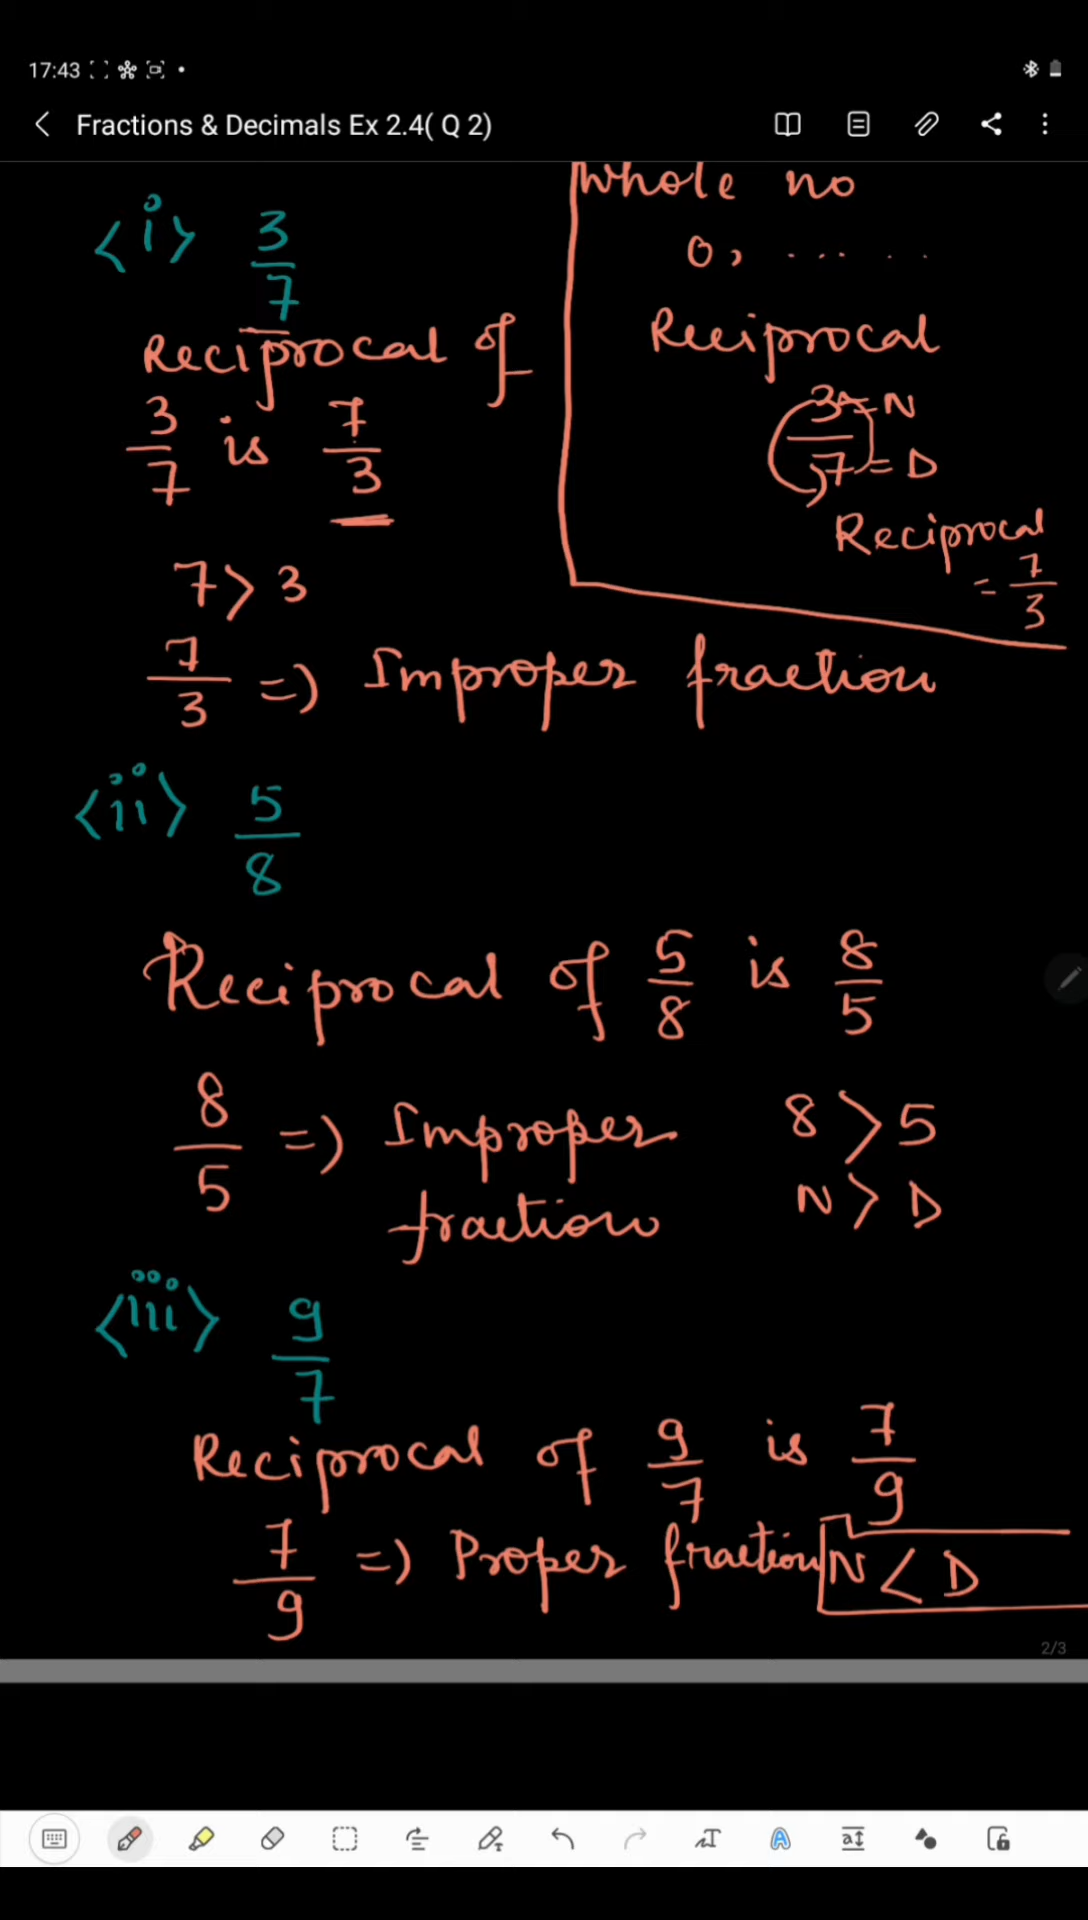 17:43
Fractions & Decimals Ex 2.4( Q 2)
whole no
0, ... ..
Reciprocal
3/7 = N
= D
Reciprocal
= 7/3
<i> 3/7
Reciprocal of
3/7 is 7/3
7 > 3
7/3 => Improper fraction
<ii> 5/8
Reciprocal of 5/8 is 8/5
8/5 => Improper
fraction
8 > 5
N > D
<iii> 9/7
Reciprocal of 9/7 is 7/9
7/9 => Proper fraction N < D
2/3